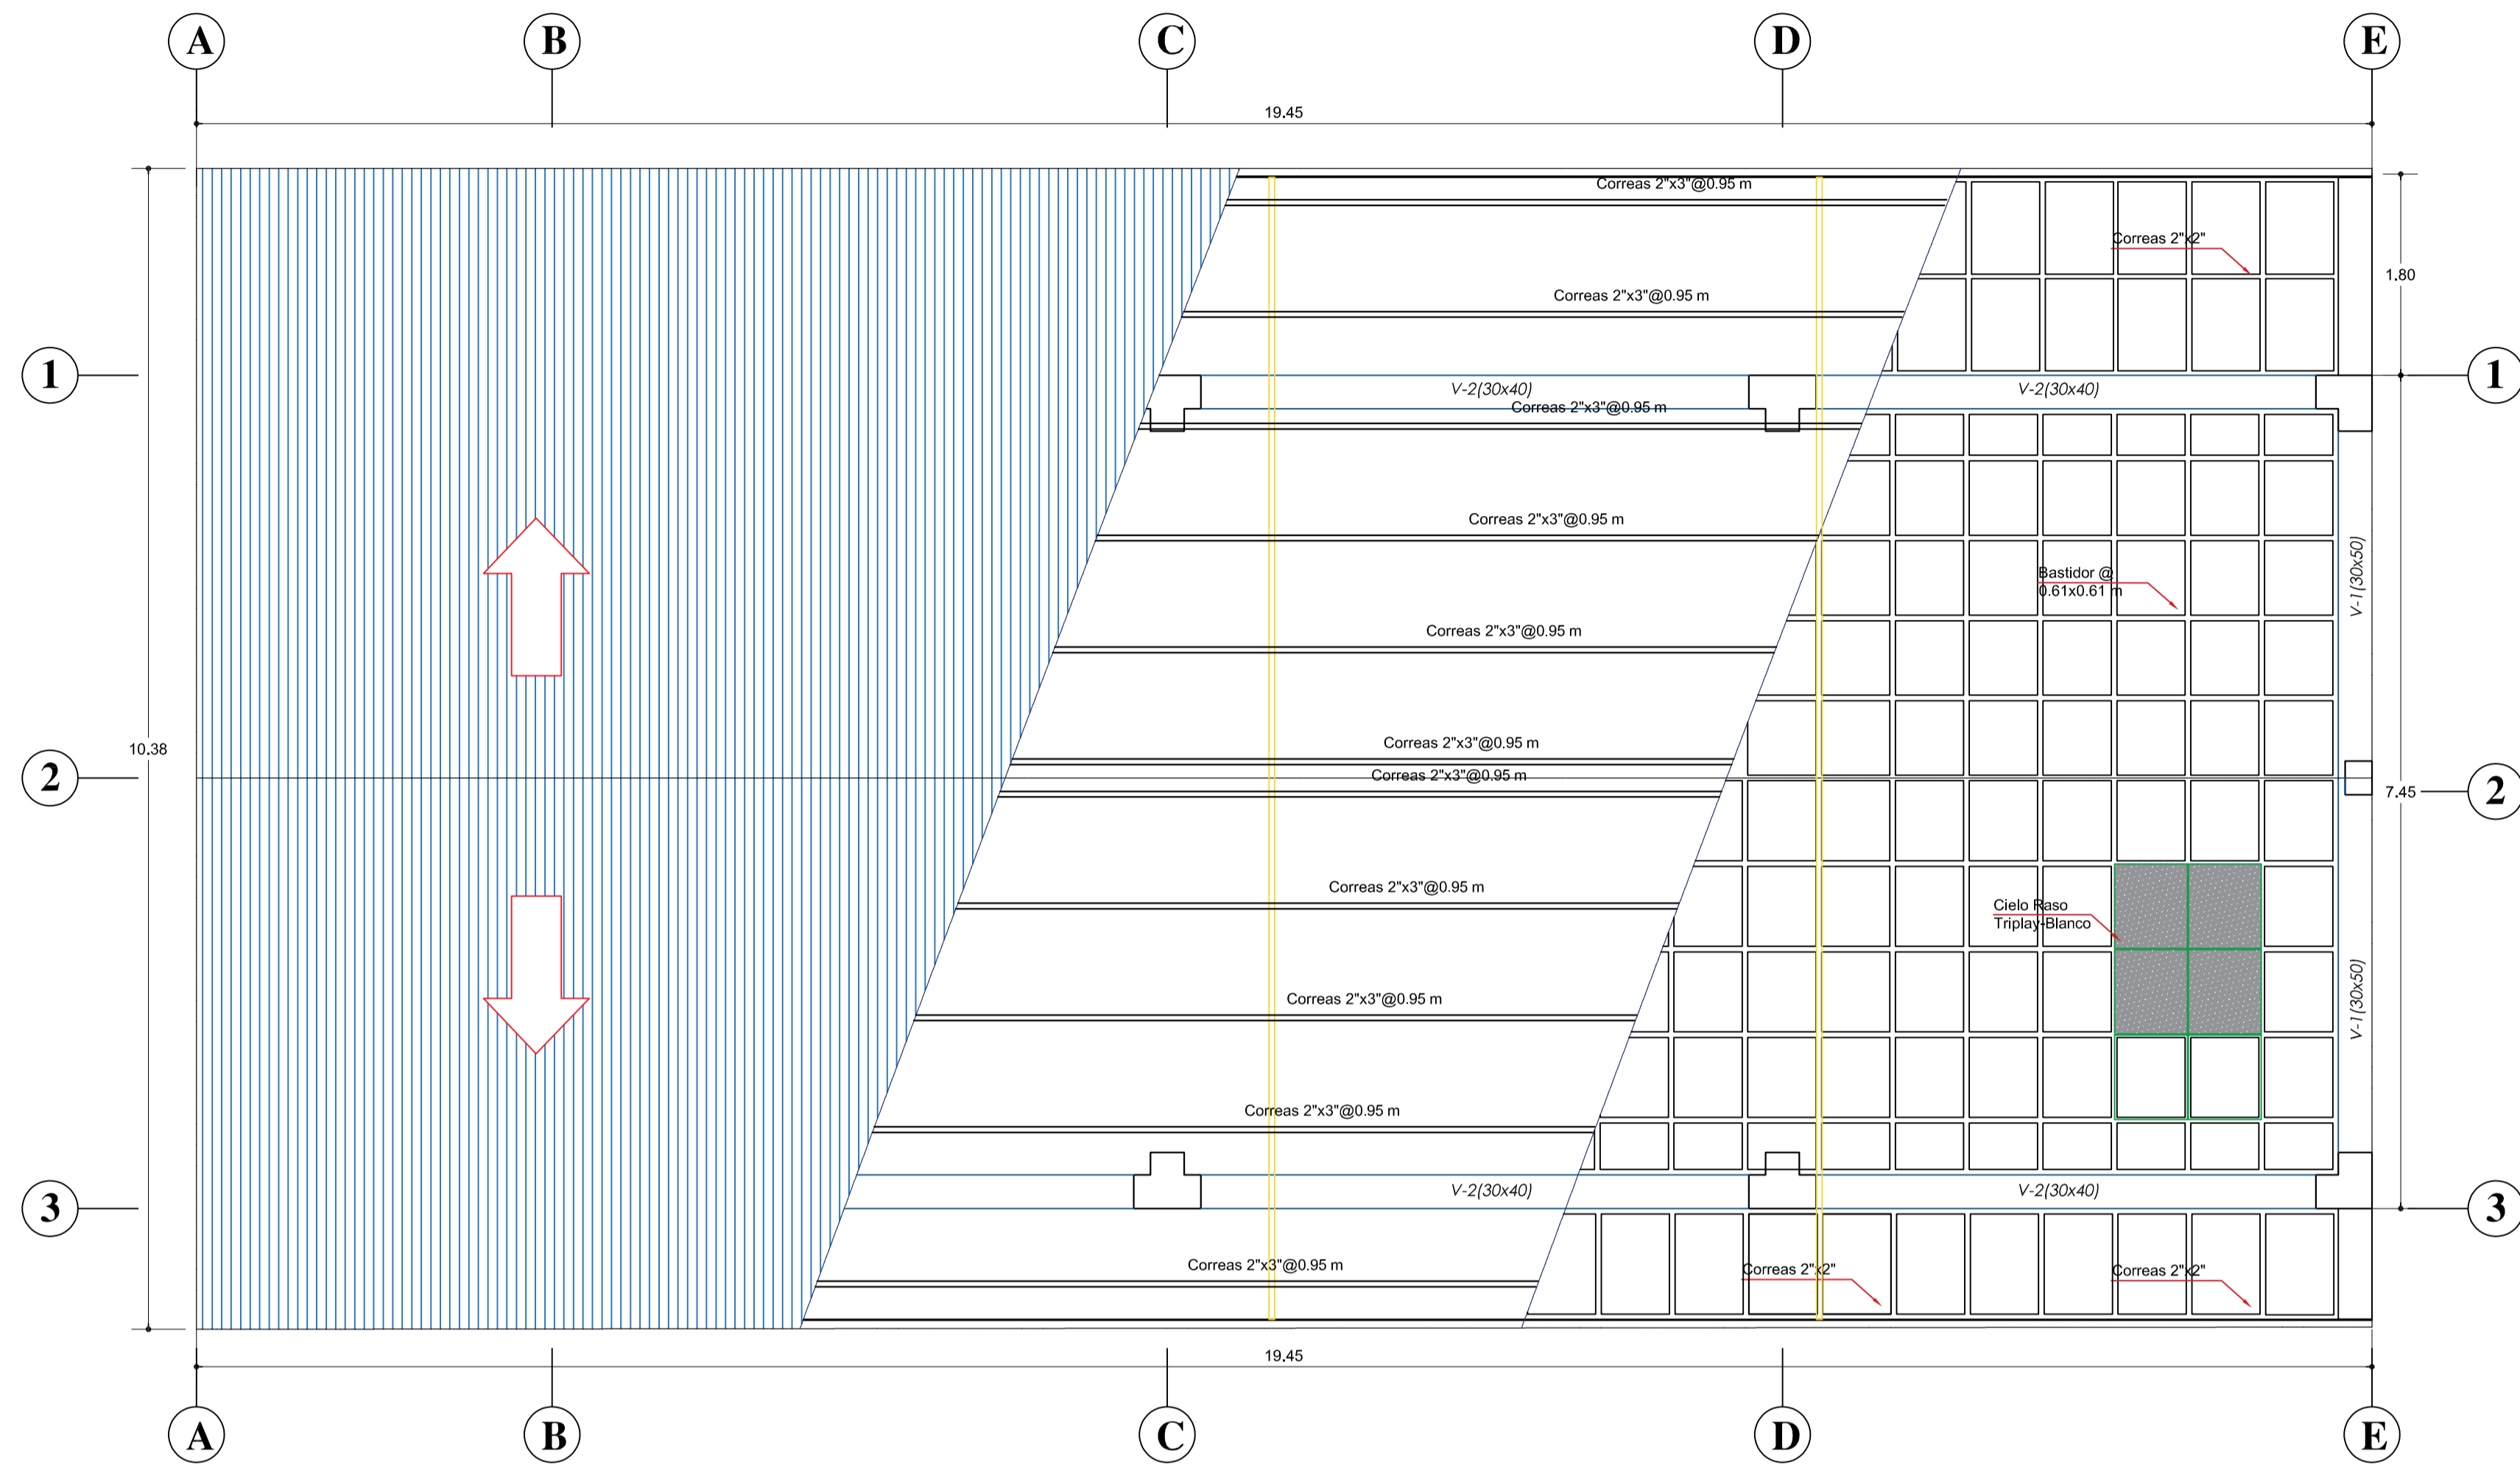 A
B
C
D
E
19.45
Correas 2"x3"@0.95 m
Correas 2"x2"
1.80
Correas 2"x3"@0.95 m
1
V-2(30x40)
V-2(30x40)
1
Correas 2"x3"@0.95 m
Correas 2"x3"@0.95 m
V-1(30x50)
Bastidor @
0.61x0.61 m
Correas 2"x3"@0.95 m
10.38
Correas 2"x3"@0.95 m
2
Correas 2"x3"@0.95 m
7.45
2
Correas 2"x3"@0.95 m
Cielo Raso
Triplay-Blanco
V-1(30x50)
Correas 2"x3"@0.95 m
Correas 2"x3"@0.95 m
3
V-2(30x40)
V-2(30x40)
3
Correas 2"x3"@0.95 m
Correas 2"x2"
Correas 2"x2"
19.45
A
B
C
D
E